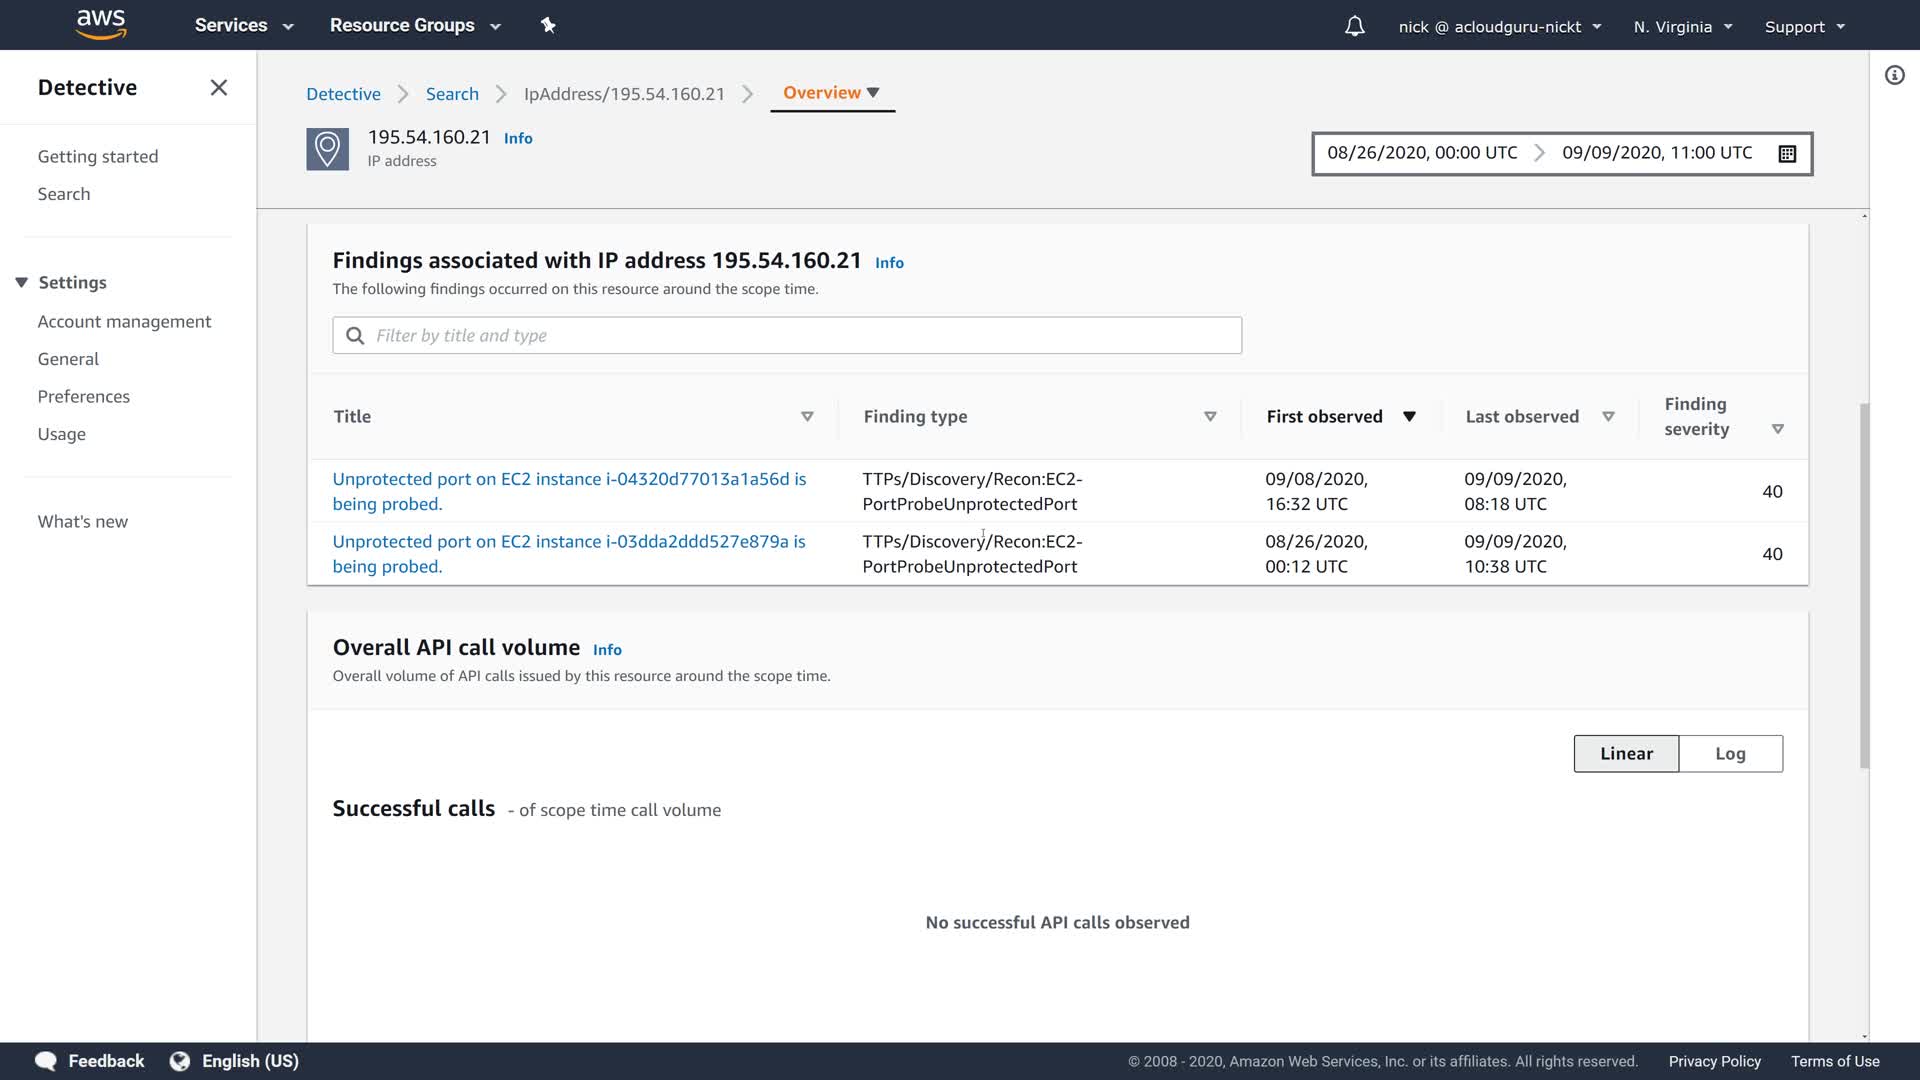 aws
Services
Resource Groups
nick @ acloudguru-nickt
N. Virginia
Support
Detective
Getting started
Search
Settings
Account management
General
Preferences
Usage
What's new
Detective
Search
IpAddress/195.54.160.21
Overview
195.54.160.21 Info
IP address
08/26/2020, 00:00 UTC
09/09/2020, 11:00 UTC
Findings associated with IP address 195.54.160.21 Info
The following findings occurred on this resource around the scope time.
Filter by title and type
Title
Finding type
First observed
Last observed
Finding
severity
Unprotected port on EC2 instance i-04320d77013a1a56d is
being probed.
TTPs/Discovery/Recon:EC2-
PortProbeUnprotectedPort
09/08/2020,
16:32 UTC
09/09/2020,
08:18 UTC
40
Unprotected port on EC2 instance i-03dda2ddd527e879a is
being probed.
TTPs/Discovery/Recon:EC2-
PortProbeUnprotectedPort
08/26/2020,
00:12 UTC
09/09/2020,
10:38 UTC
40
Overall API call volume Info
Overall volume of API calls issued by this resource around the scope time.
Linear
Log
Successful calls - of scope time call volume
No successful API calls observed
Feedback
English (US)
© 2008 - 2020, Amazon Web Services, Inc. or its affiliates. All rights reserved.
Privacy Policy
Terms of Use